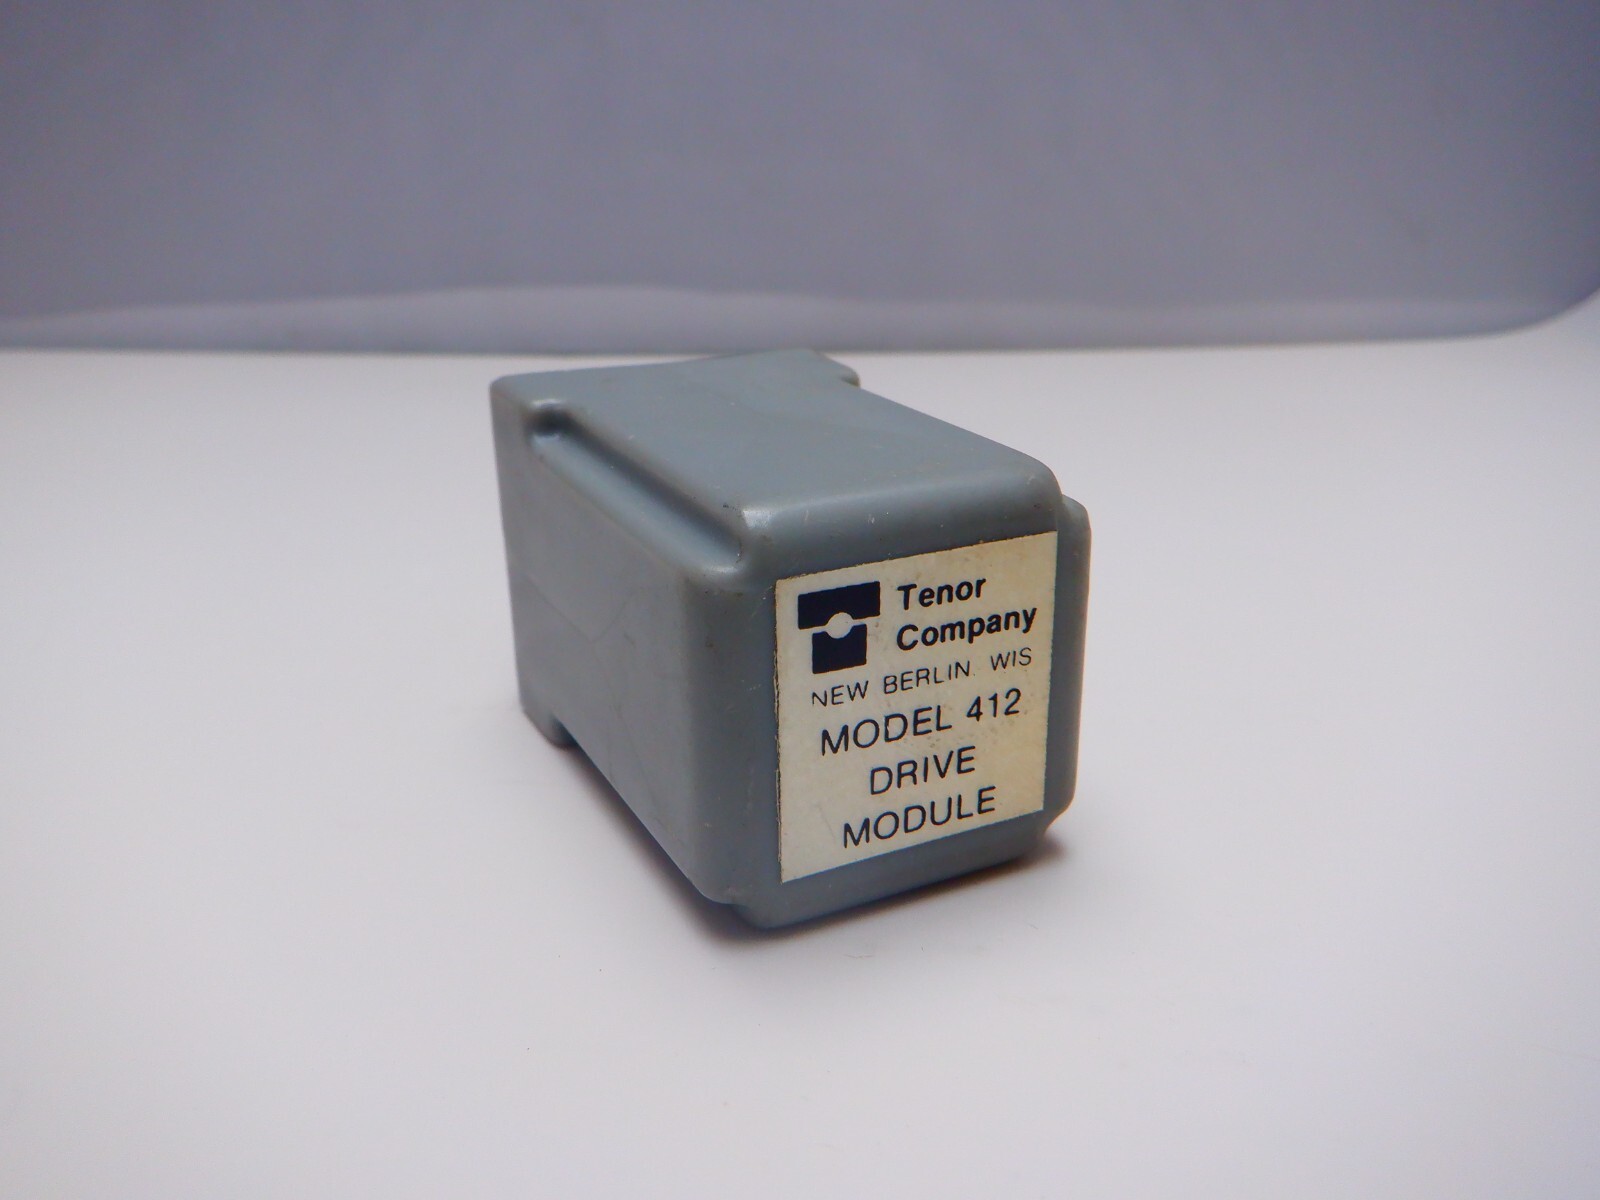 Tenor
Company
NEW BERLIN. WIS
MODEL 412
DRIVE
MODULE